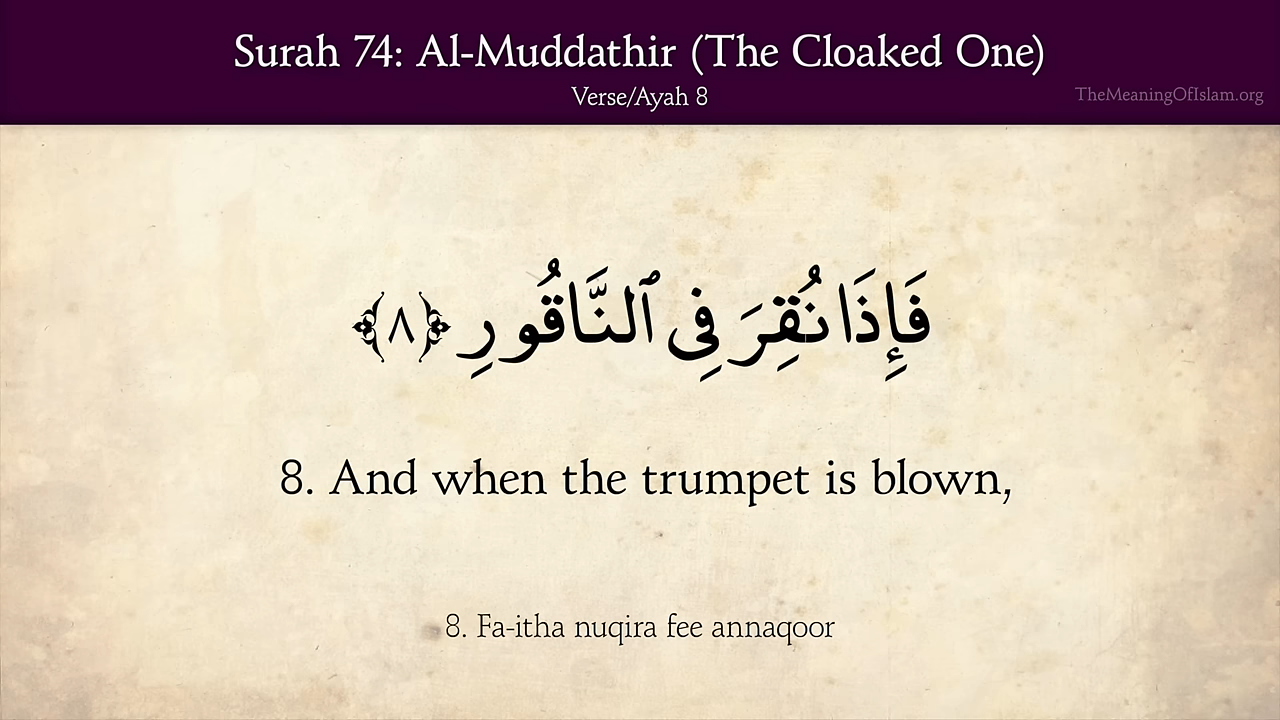 Surah 74: Al-Muddathir (The Cloaked One)
Verse/Ayah 8
TheMeaningOfIslam.org
فَإِذَا نُقِرَ فِى ٱلنَّاقُورِ ﴿٨﴾
8. And when the trumpet is blown,
8. Fa-itha nuqira fee annaqoor